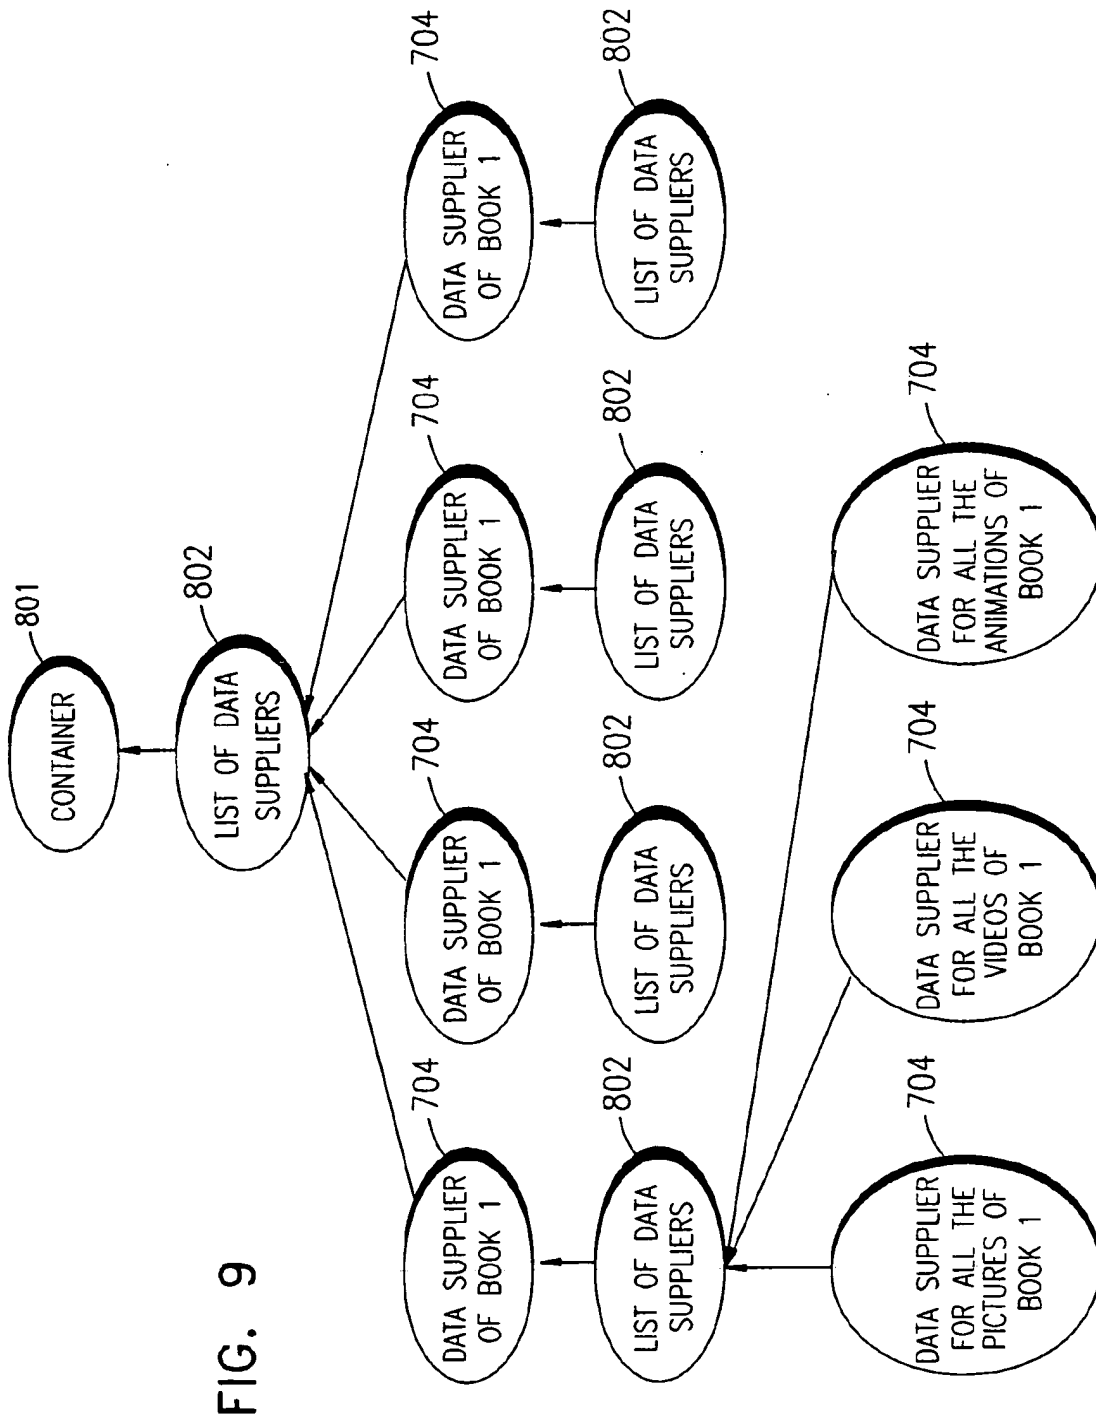 FIG. 9
801
CONTAINER
802
LIST OF DATA
SUPPLIERS
704
DATA SUPPLIER
OF BOOK 1
704
DATA SUPPLIER
OF BOOK 1
704
DATA SUPPLIER
OF BOOK 1
704
DATA SUPPLIER
OF BOOK 1
802
LIST OF DATA
SUPPLIERS
802
LIST OF DATA
SUPPLIERS
802
LIST OF DATA
SUPPLIERS
802
LIST OF DATA
SUPPLIERS
704
DATA SUPPLIER
FOR ALL THE
PICTURES OF
BOOK 1
704
DATA SUPPLIER
FOR ALL THE
VIDEOS OF
BOOK 1
704
DATA SUPPLIER
FOR ALL THE
ANIMATIONS OF
BOOK 1